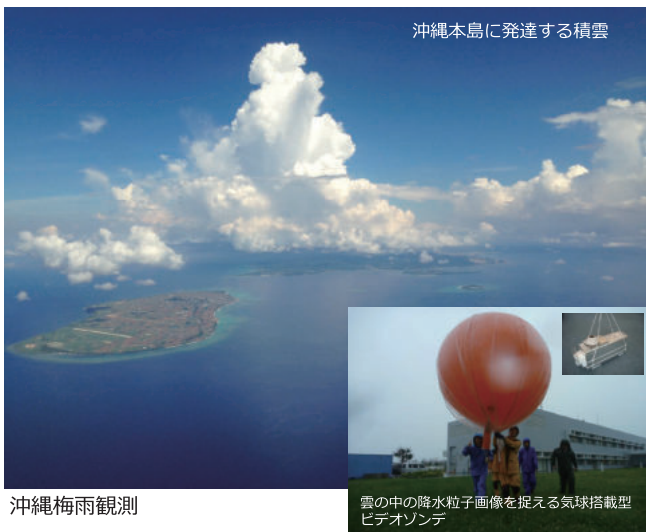 沖縄本島に発達する積雲
雲の中の降水粒子画像を捉える気球搭載型
ビデオゾンデ
沖縄梅雨観測